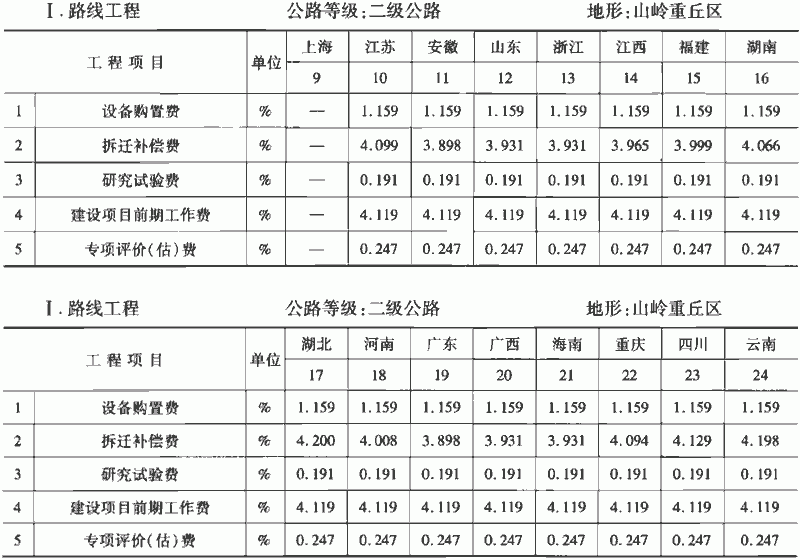 Ⅰ.路线工程 公路等级:二级公路 地形:山岭重丘区
工程项目 单位 上海 江苏 安徽 山东 浙江 江西 福建 湖南
9 10 11 12 13 14 15 16
1 设备购置费 % — 1.159 1.159 1.159 1.159 1.159 1.159 1.159
2 拆迁补偿费 % — 4.099 3.898 3.931 3.931 3.965 3.999 4.066
3 研究试验费 % — 0.191 0.191 0.191 0.191 0.191 0.191 0.191
4 建设项目前期工作费 % — 4.119 4.119 4.119 4.119 4.119 4.119 4.119
5 专项评价(估)费 % — 0.247 0.247 0.247 0.247 0.247 0.247 0.247
Ⅰ.路线工程 公路等级:二级公路 地形:山岭重丘区
工程项目 单位 湖北 河南 广东 广西 海南 重庆 四川 云南
17 18 19 20 21 22 23 24
1 设备购置费 % 1.159 1.159 1.159 1.159 1.159 1.159 1.159 1.159
2 拆迁补偿费 % 4.200 4.008 3.898 3.931 3.931 4.094 4.129 4.198
3 研究试验费 % 0.191 0.191 0.191 0.191 0.191 0.191 0.191 0.191
4 建设项目前期工作费 % 4.119 4.119 4.119 4.119 4.119 4.119 4.119 4.119
5 专项评价(估)费 % 0.247 0.247 0.247 0.247 0.247 0.247 0.247 0.247